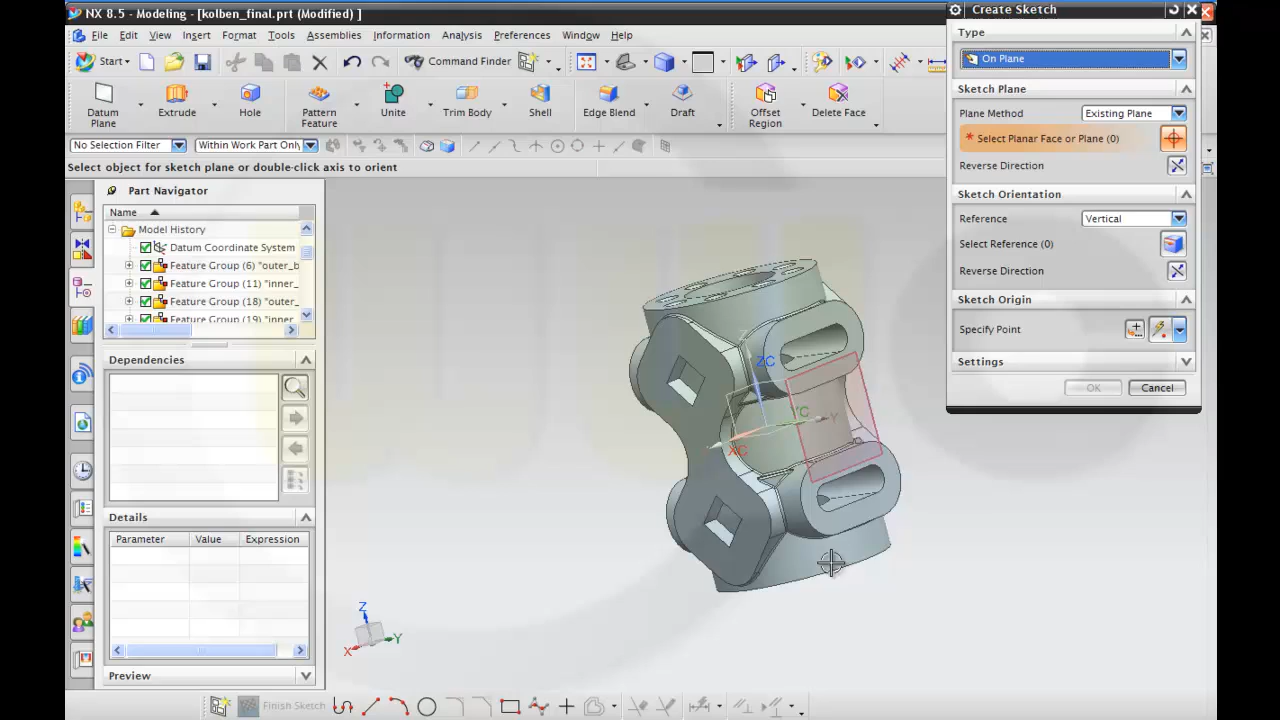 NX 8.5 - Modeling - [kolben_final.prt (Modified) ]
Create Sketch
File Edit View Insert Format Tools Assemblies Information Analysis Preferences Window Help
Type
On Plane
Start
Command Finder
Sketch Plane
Datum Plane
Extrude
Hole
Pattern Feature
Unite
Trim Body
Shell
Edge Blend
Draft
Offset Region
Delete Face
Plane Method
Existing Plane
* Select Planar Face or Plane (0)
No Selection Filter
Within Work Part Only
Reverse Direction
Select object for sketch plane or double-click axis to orient
Part Navigator
Sketch Orientation
Name
Reference
Vertical
Model History
Datum Coordinate System
Select Reference (0)
Feature Group (6) "outer_b
Reverse Direction
Feature Group (11) "inner_
Feature Group (18) "outer_
Sketch Origin
Feature Group (19) "inner
Specify Point
Dependencies
Settings
ZC
OK
Cancel
YC
Y
XC
Details
Parameter
Value
Expression
Z
Y
X
Preview
Finish Sketch